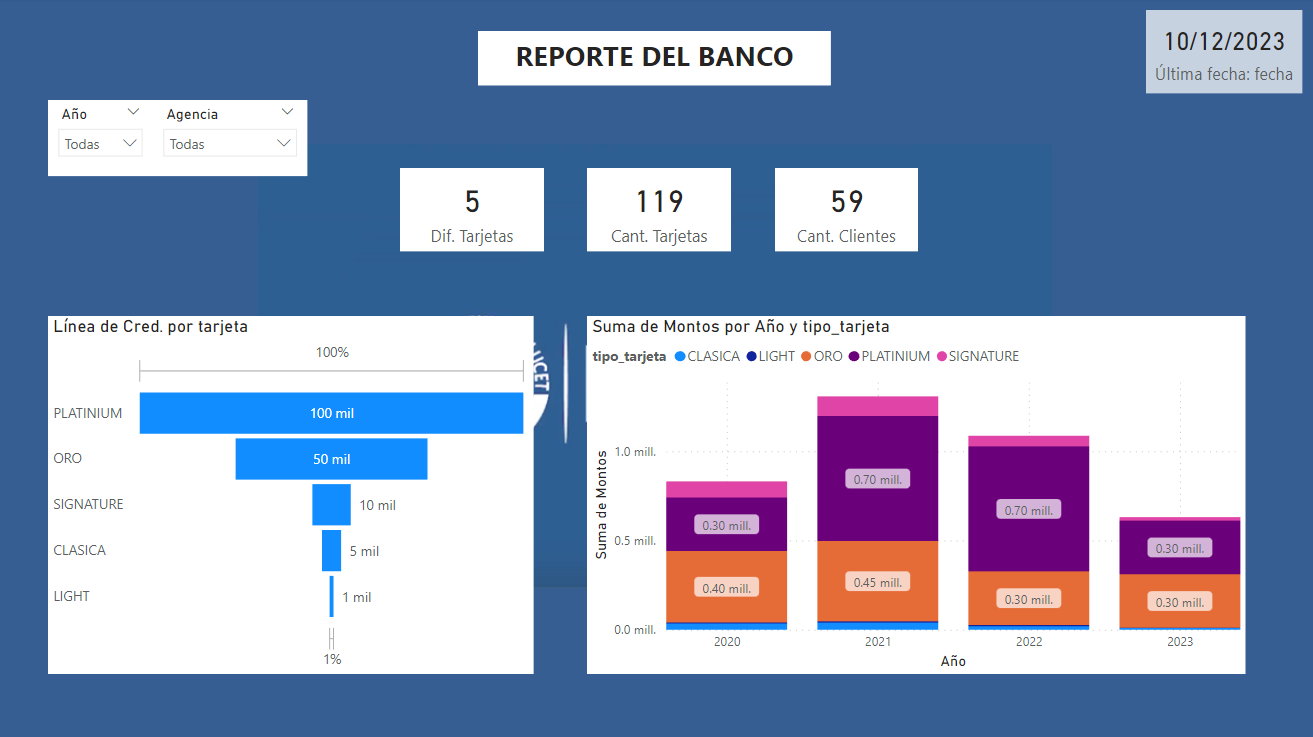 REPORTE DEL BANCO
10/12/2023
Última fecha: fecha
Año
Agencia
Todas
Todas
5
Dif. Tarjetas
119
Cant. Tarjetas
59
Cant. Clientes
Línea de Cred. por tarjeta
100%
PLATINIUM
100 mil
ORO
50 mil
SIGNATURE
10 mil
CLASICA
5 mil
LIGHT
1 mil
1%
UCET
Suma de Montos por Año y tipo_tarjeta
tipo_tarjeta CLASICA LIGHT ORO PLATINIUM SIGNATURE
Suma de Montos
1.0 mill.
0.5 mill.
0.0 mill.
0.30 mill.
0.40 mill.
0.70 mill.
0.45 mill.
0.70 mill.
0.30 mill.
0.30 mill.
0.30 mill.
2020
2021
2022
2023
Año